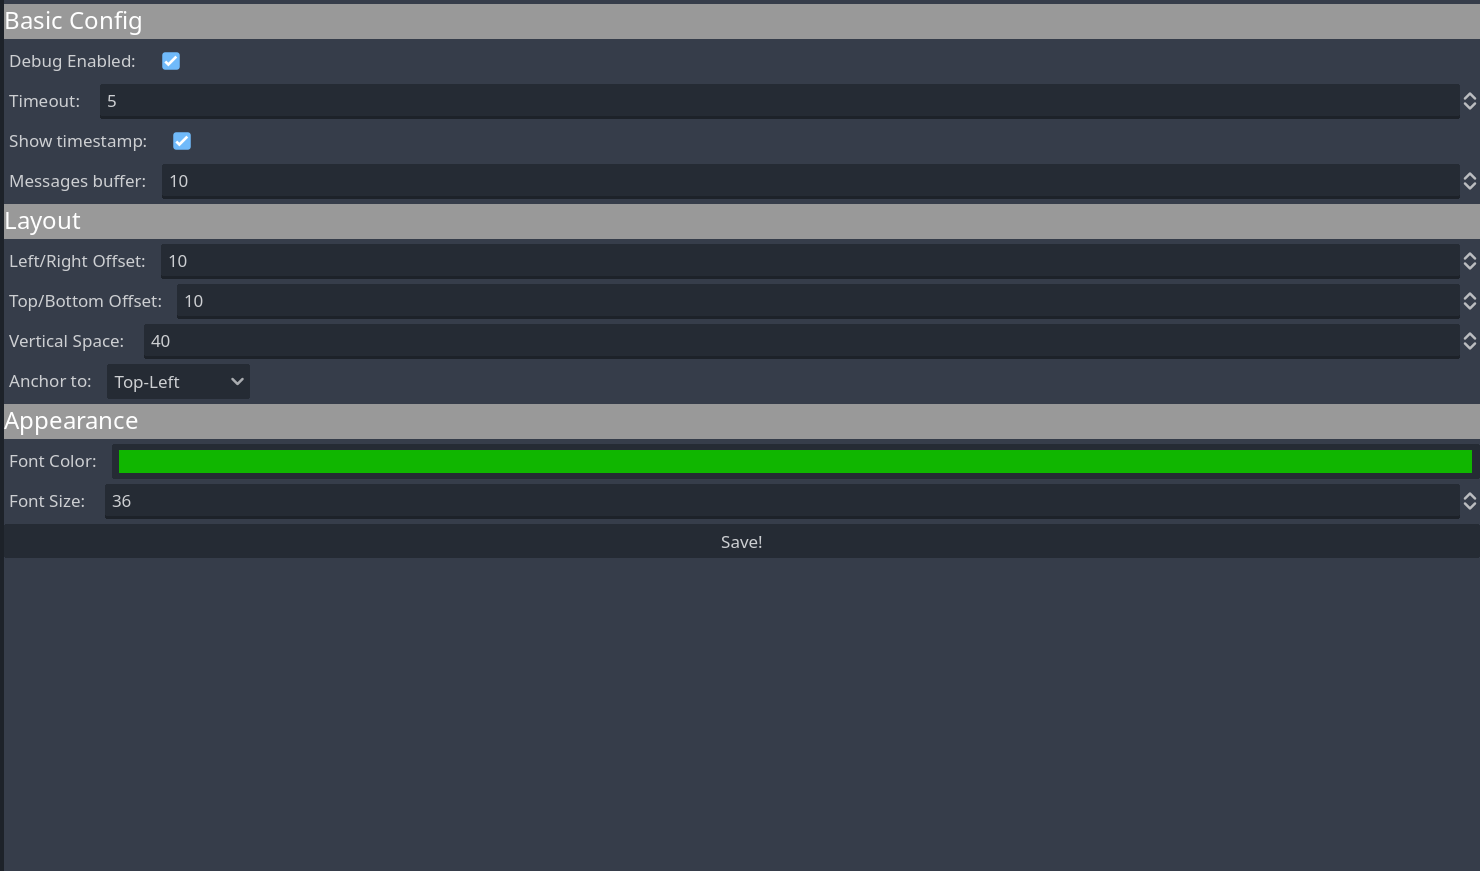 Basic Config
Debug Enabled:
Timeout: 5
Show timestamp:
Messages buffer: 10
Layout
Left/Right Offset: 10
Top/Bottom Offset: 10
Vertical Space: 40
Anchor to: Top-Left
Appearance
Font Color:
Font Size: 36
Save!